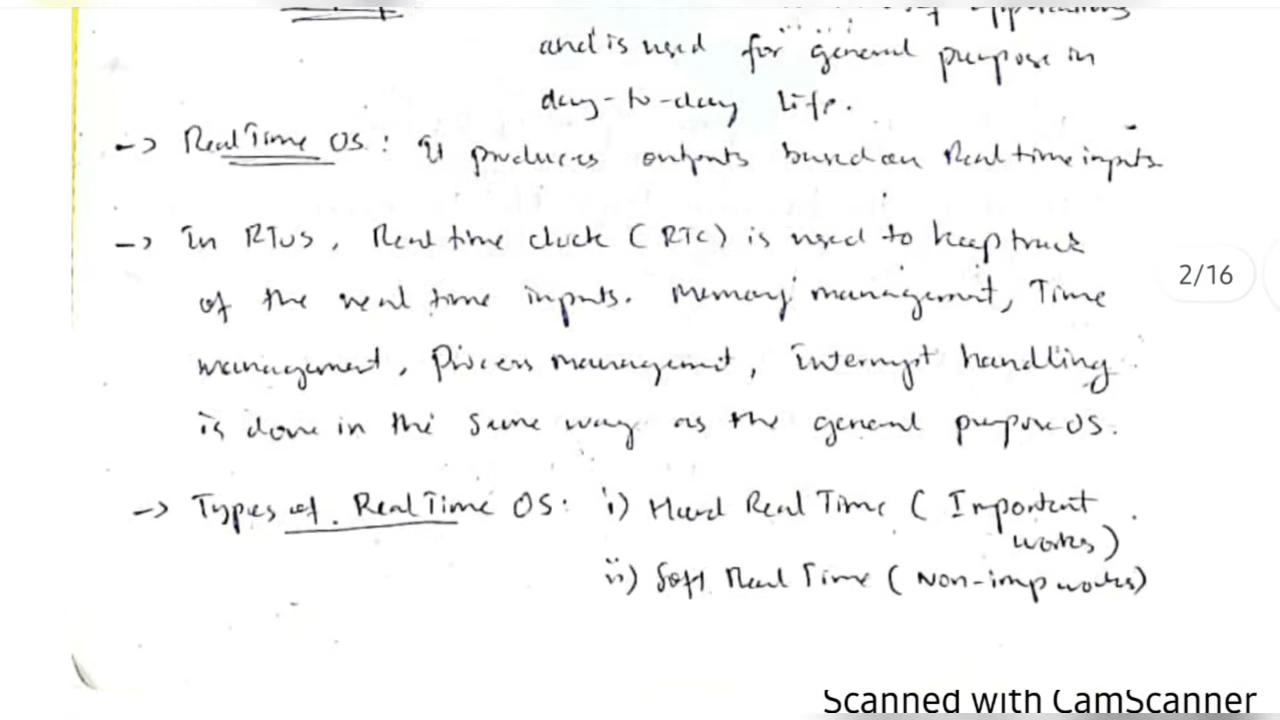 and is used for general purpose in
day-to-day life.
-> Real Time OS : It produces outputs based on Real time inputs.
-> In RTOS, Real time clock (RTC) is used to keep track
of the real time inputs. Memory management, Time
management, Process management, Interrupt handling
is done in the same way as the general purpose OS.
-> Types of Real Time OS: i) Hard Real Time (Important
works)
ii) Soft Real Time (Non-imp works)
2/16
Scanned with CamScanner